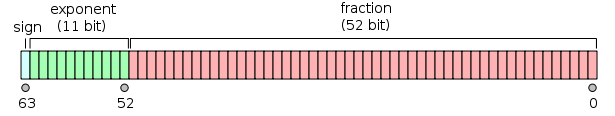 sign
exponent
(11 bit)
fraction
(52 bit)
63
52
0